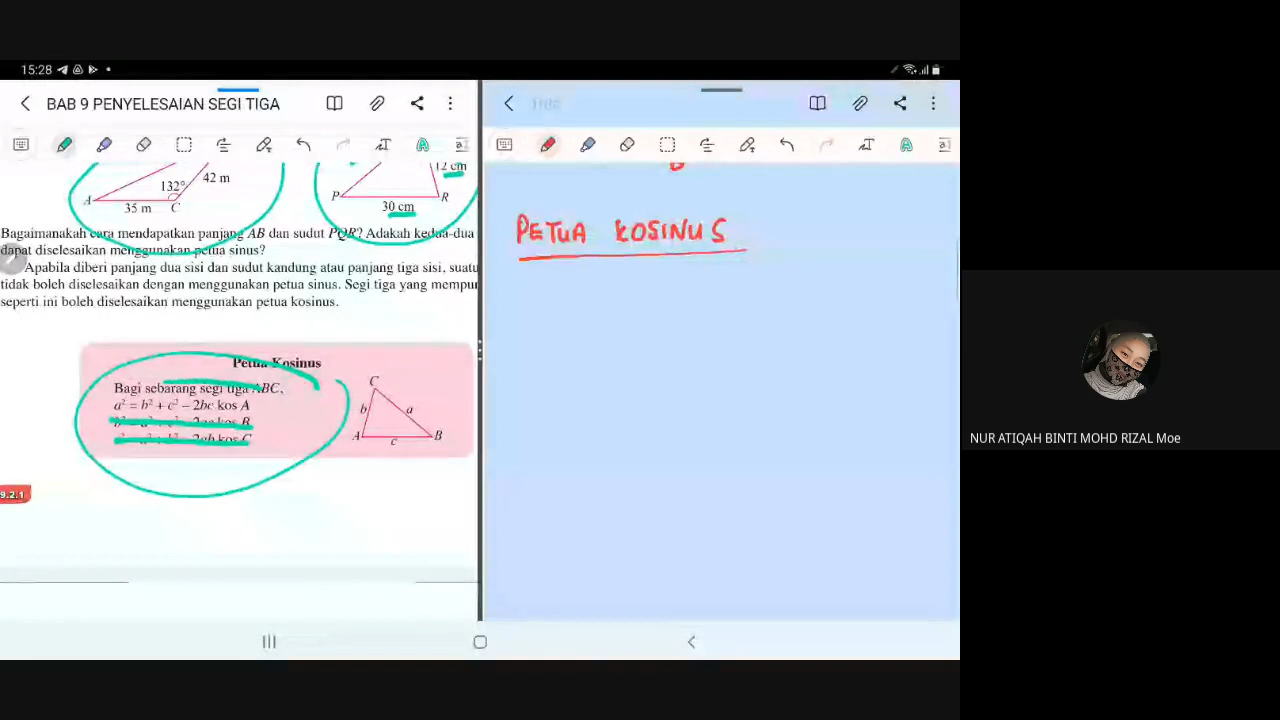 15:28
BAB 9 PENYELESAIAN SEGI TIGA
Title
12 cm
132°
42 m
A
35 m
C
P
30 cm
R
Bagaimanakah cara mendapatkan panjang AB dan sudut PQR? Adakah kedua-dua
dapat diselesaikan menggunakan petua sinus?
Apabila diberi panjang dua sisi dan sudut kandung atau panjang tiga sisi, suatu
tidak boleh diselesaikan dengan menggunakan petua sinus. Segi tiga yang mempun
seperti ini boleh diselesaikan menggunakan petua kosinus.
Petua Kosinus
Bagi sebarang segi tiga ABC,
a² = b² + c² – 2bc kos A
C
b
a
A
c
B
9.2.1
PETUA KOSINUS
NUR ATIQAH BINTI MOHD RIZAL Moe